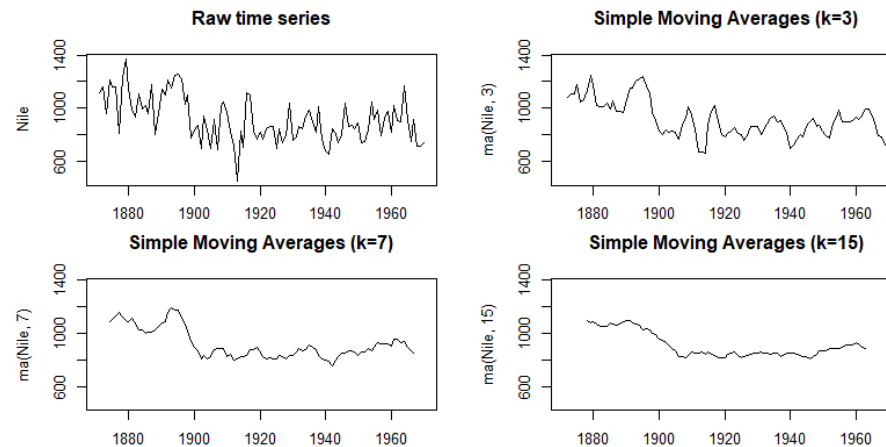 Raw time series
Nile
600 1000 1400
1880 1900 1920 1940 1960
Simple Moving Averages (k=3)
ma(Nile, 3)
600 1000 1400
1880 1900 1920 1940 1960
Simple Moving Averages (k=7)
ma(Nile, 7)
600 1000 1400
1880 1900 1920 1940 1960
Simple Moving Averages (k=15)
ma(Nile, 15)
600 1000 1400
1880 1900 1920 1940 1960